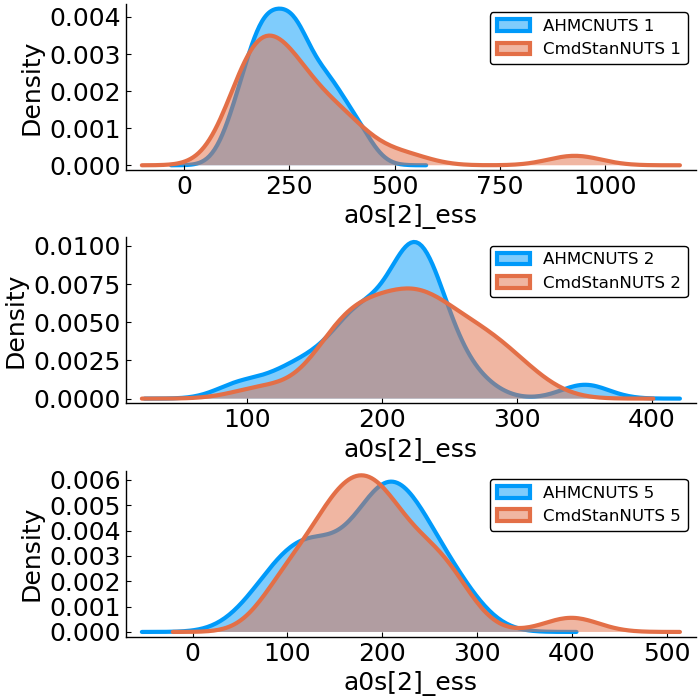 0.004
0.003
0.002
0.001
0.000
Density
AHMCNUTS 1
CmdStanNUTS 1
0 250 500 750 1000
a0s[2]_ess
0.0100
0.0075
0.0050
0.0025
0.0000
Density
AHMCNUTS 2
CmdStanNUTS 2
100 200 300 400
a0s[2]_ess
0.006
0.005
0.004
0.003
0.002
0.001
0.000
Density
AHMCNUTS 5
CmdStanNUTS 5
0 100 200 300 400 500
a0s[2]_ess